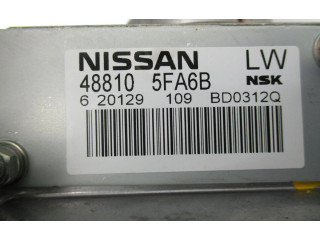 NISSAN LW
48810 5FA6B NSK
6 20129 109 BD0312Q